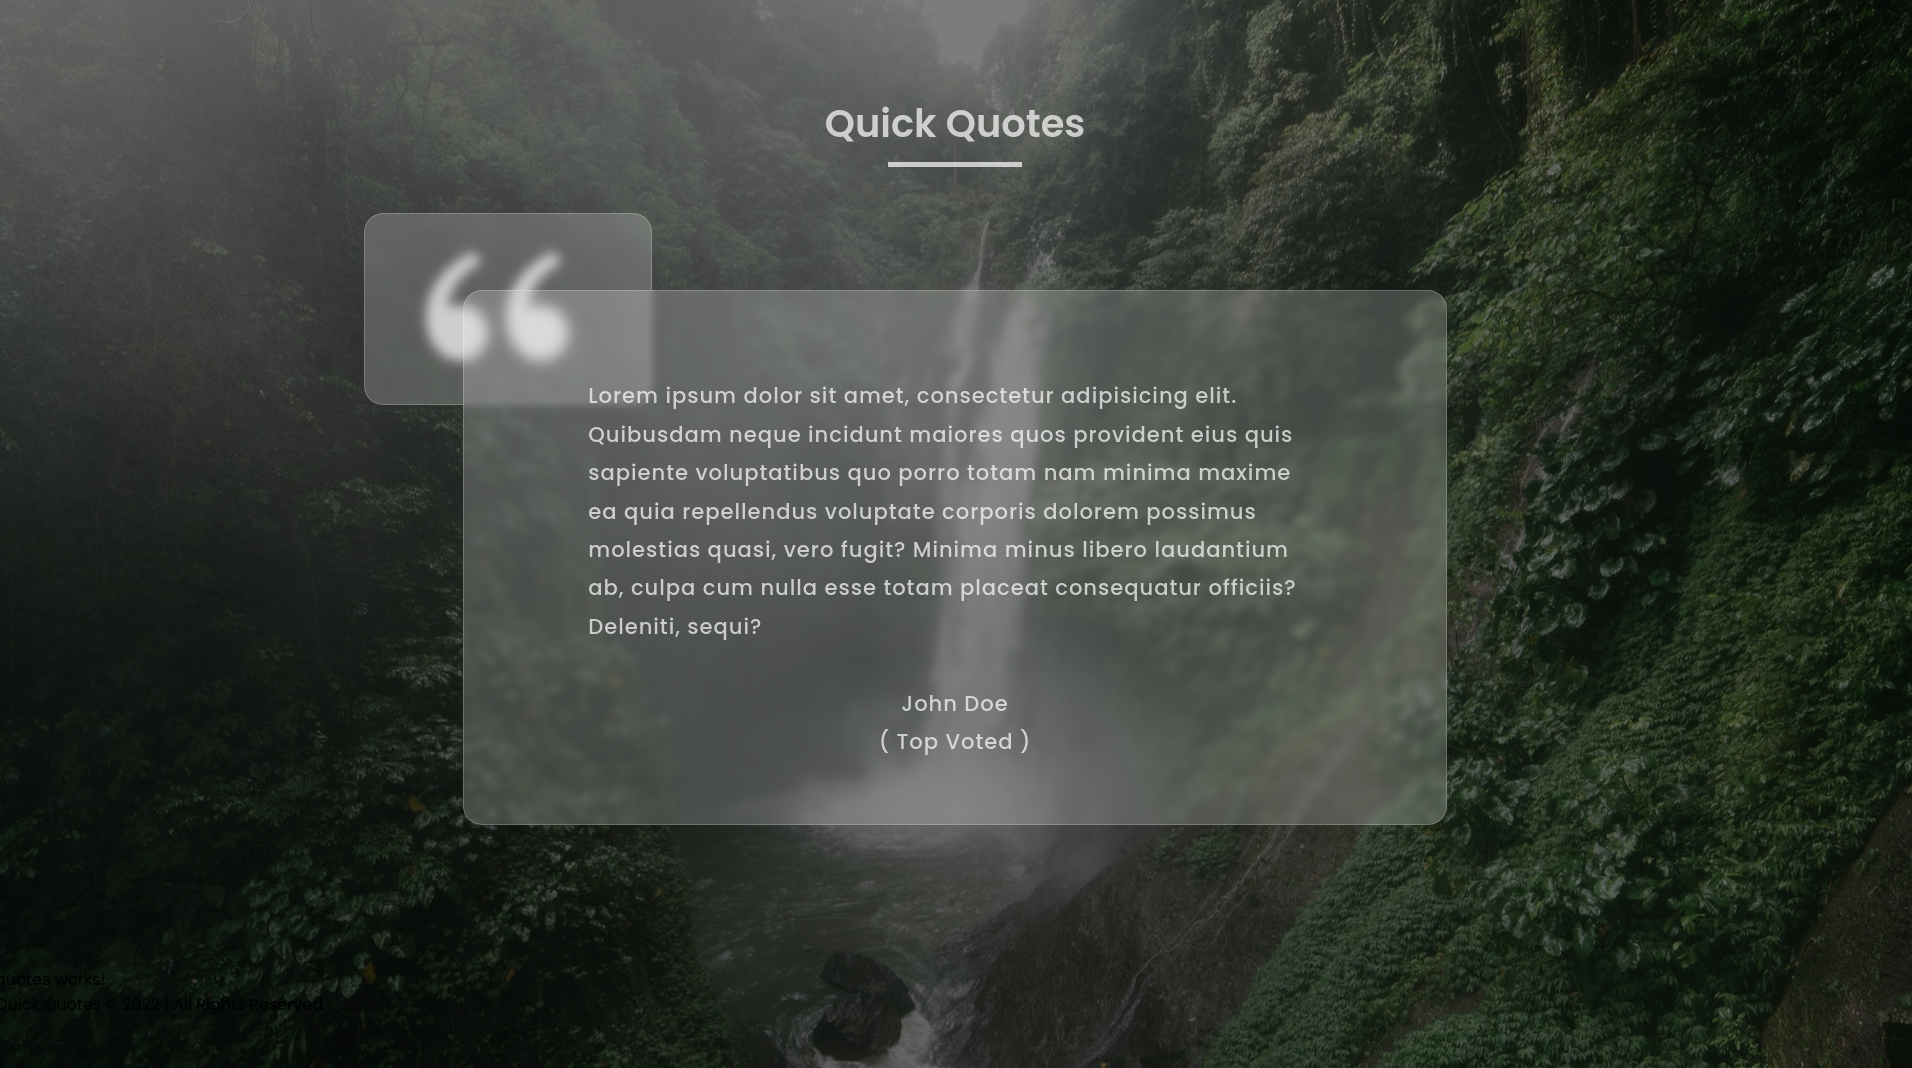 Quick Quotes
“
Lorem ipsum dolor sit amet, consectetur adipisicing elit.
Quibusdam neque incidunt maiores quos provident eius quis
sapiente voluptatibus quo porro totam nam minima maxime
ea quia repellendus voluptate corporis dolorem possimus
molestias quasi, vero fugit? Minima minus libero laudantium
ab, culpa cum nulla esse totam placeat consequatur officiis?
Deleniti, sequi?
John Doe
( Top Voted )
quotes works!
Quick Quotes © 2022 | All Rights Reserved